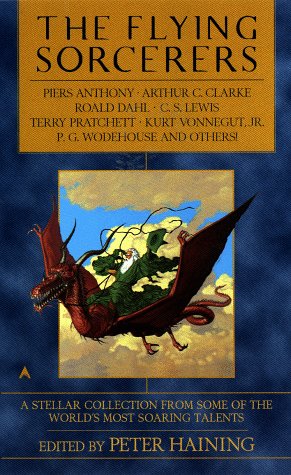 THE FLYING
SORCERERS
PIERS ANTHONY · ARTHUR C. CLARKE
ROALD DAHL · C. S. LEWIS
TERRY PRATCHETT · KURT VONNEGUT, JR.
P. G. WODEHOUSE AND OTHERS!
A STELLAR COLLECTION FROM SOME OF THE
WORLD'S MOST SOARING TALENTS
EDITED BY PETER HAINING